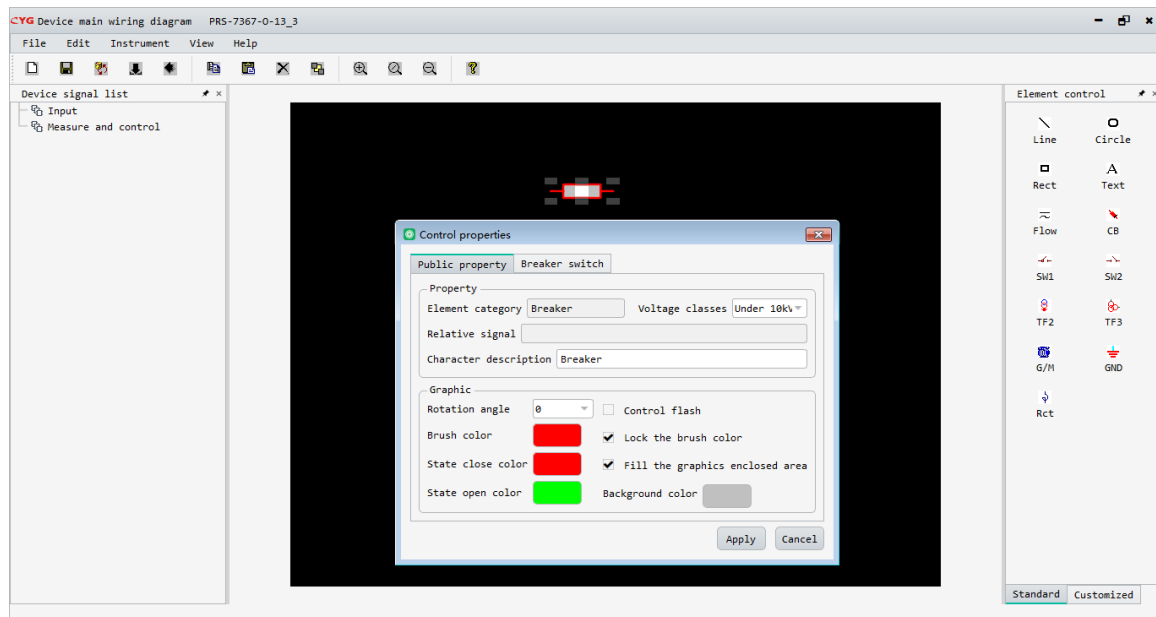 CYG Device main wiring diagram PRS-7367-O-13_3
File Edit Instrument View Help
Device signal list
Input
Measure and control
Control properties
Public property Breaker switch
Property
Element category Breaker Voltage classes Under 10k
Relative signal
Character description Breaker
Graphic
Rotation angle 0 Control flash
Brush color Lock the brush color
State close color Fill the graphics enclosed area
State open color Background color
Apply Cancel
Element control
Line Circle
A
Rect Text
Flow CB
SW1 SW2
TF2 TF3
G/M GND
Rct
Standard Customized